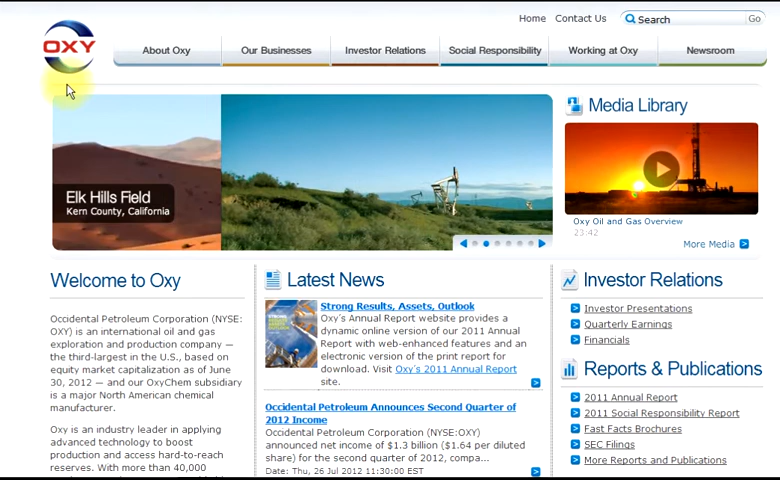 Home Contact Us Search Go
OXY
About Oxy Our Businesses Investor Relations Social Responsibility Working at Oxy Newsroom
Elk Hills Field
Kern County, California
Media Library
Oxy Oil and Gas Overview
23:42
More Media
Welcome to Oxy
Occidental Petroleum Corporation (NYSE:
OXY) is an international oil and gas
exploration and production company —
the third-largest in the U.S., based on
equity market capitalization as of June
30, 2012 — and our OxyChem subsidiary
is a major North American chemical
manufacturer.
Oxy is an industry leader in applying
advanced technology to boost
production and access hard-to-reach
reserves. With more than 40,000
Latest News
Strong Results, Assets, Outlook
Oxy's Annual Report website provides a
dynamic online version of our 2011 Annual
Report with web-enhanced features and an
electronic version of the print report for
download. Visit Oxy's 2011 Annual Report
site.
Occidental Petroleum Announces Second Quarter of
2012 Income
Occidental Petroleum Corporation (NYSE:OXY)
announced net income of $1.3 billion ($1.64 per diluted
share) for the second quarter of 2012, compa...
Date: Thu, 26 Jul 2012 11:30:00 EST
Investor Relations
Investor Presentations
Quarterly Earnings
Financials
Reports & Publications
2011 Annual Report
2011 Social Responsibility Report
Fast Facts Brochures
SEC Filings
More Reports and Publications